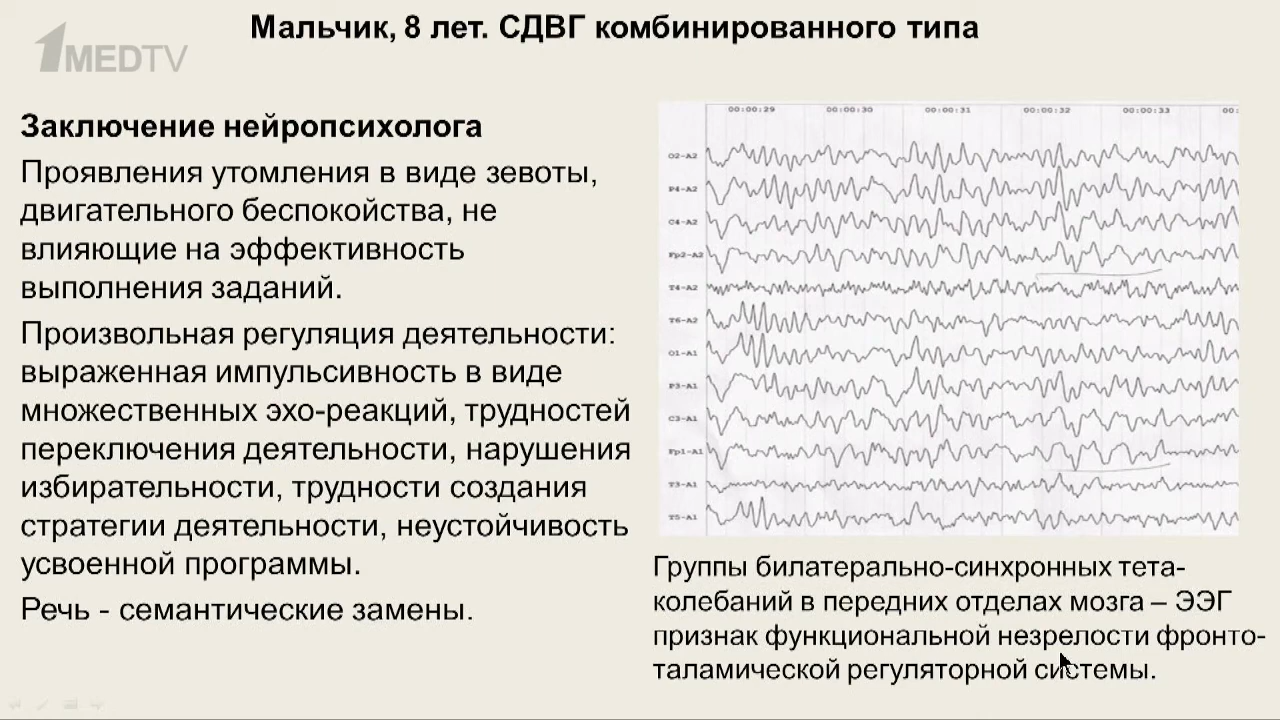 Мальчик, 8 лет. СДВГ комбинированного типа
1MEDTV
Заключение нейропсихолога
Проявления утомления в виде зевоты,
двигательного беспокойства, не
влияющие на эффективность
выполнения заданий.
Произвольная регуляция деятельности:
выраженная импульсивность в виде
множественных эхо-реакций, трудностей
переключения деятельности, нарушения
избирательности, трудности создания
стратегии деятельности, неустойчивость
усвоенной программы.
Речь - семантические замены.
00:00:29 00:00:30 00:00:31 00:00:32 00:00:33 00:
O2-A2
P4-A2
C4-A2
Fp2-A2
T4-A2
T6-A2
O1-A1
P3-A1
C3-A1
Fp1-A1
T3-A1
T5-A1
Группы билатерально-синхронных тета-
колебаний в передних отделах мозга – ЭЭГ
признак функциональной незрелости фронто-
таламической регуляторной системы.